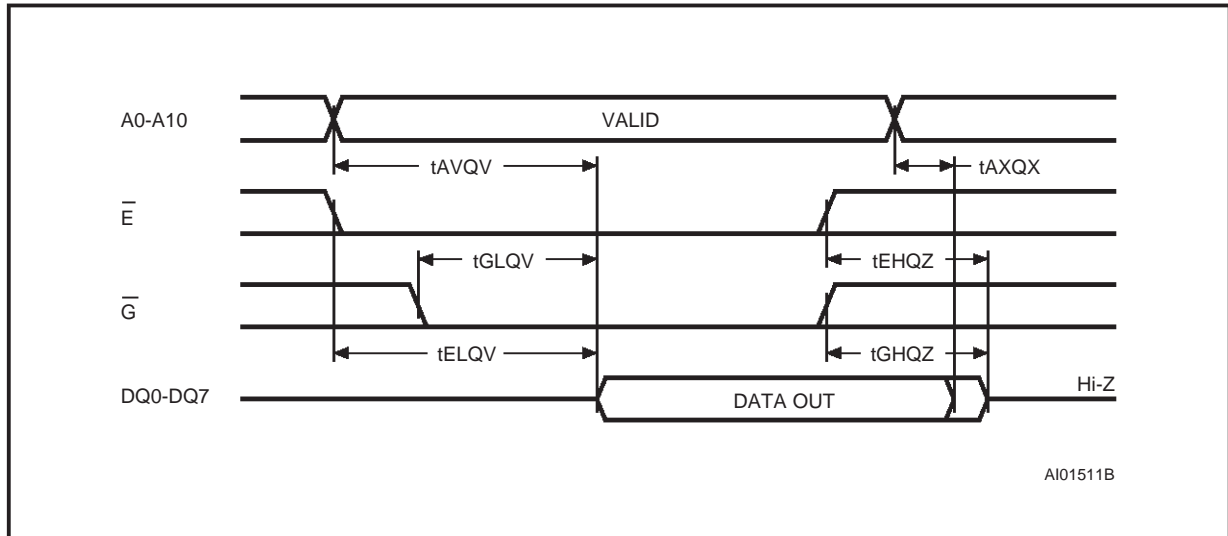 A0-A10
VALID
tAVQV
tAXQX
E̅
tGLQV
tEHQZ
G̅
tELQV
tGHQZ
DQ0-DQ7
DATA OUT
Hi-Z
AI01511B